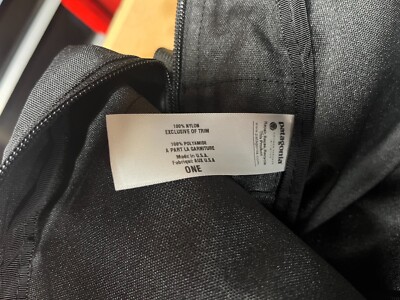 100% NYLON
EXCLUSIVE OF TRIM
100% POLYAMIDE
A PART LA GARNITURE
Made in U.S.A.
Fabriqué AUX U.S.A
ONE
patagonia